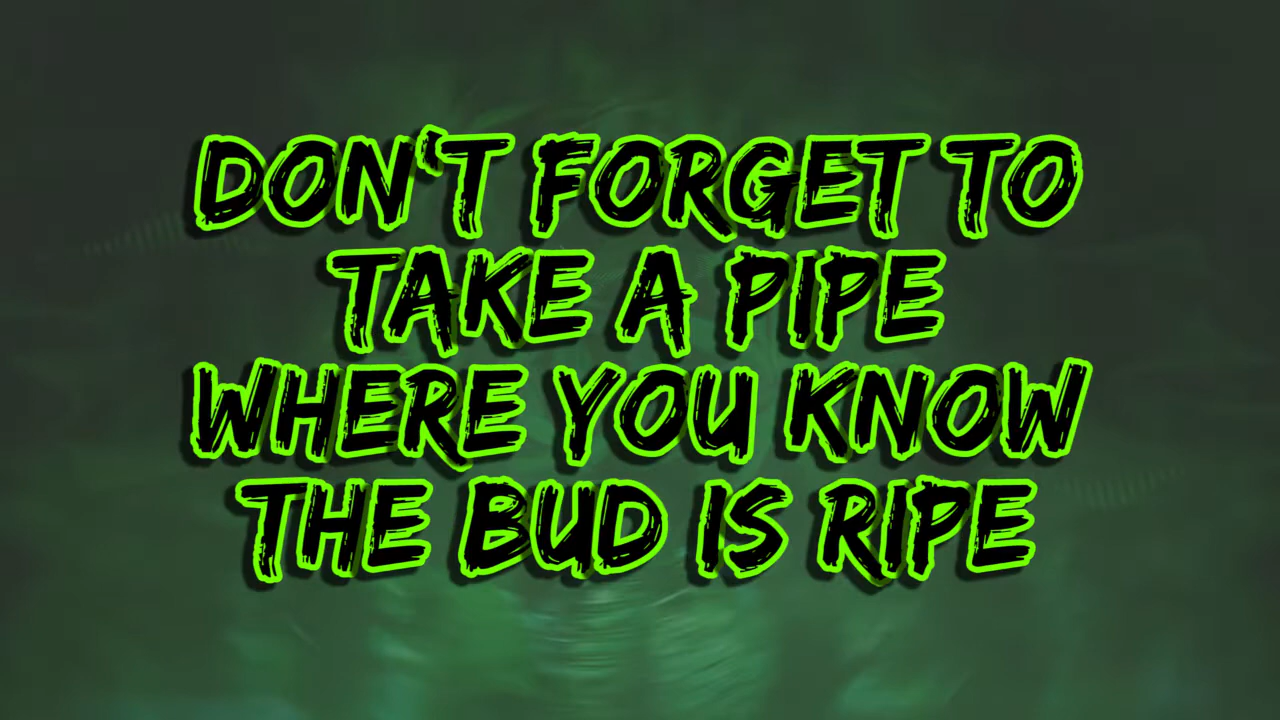 DON'T FORGET TO
TAKE A PIPE
WHERE YOU KNOW
THE BUD IS RIPE